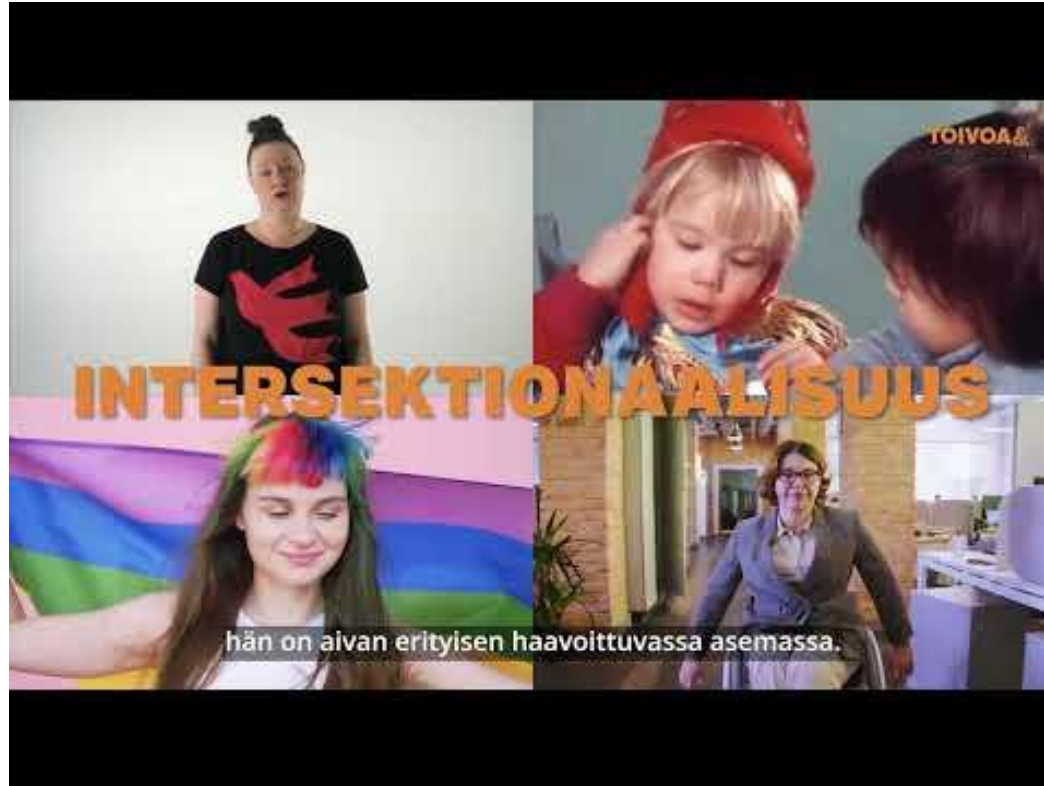 TOIVOA&
INTERSEKTIONAALISUUS
hän on aivan erityisen haavoittuvassa asemassa.